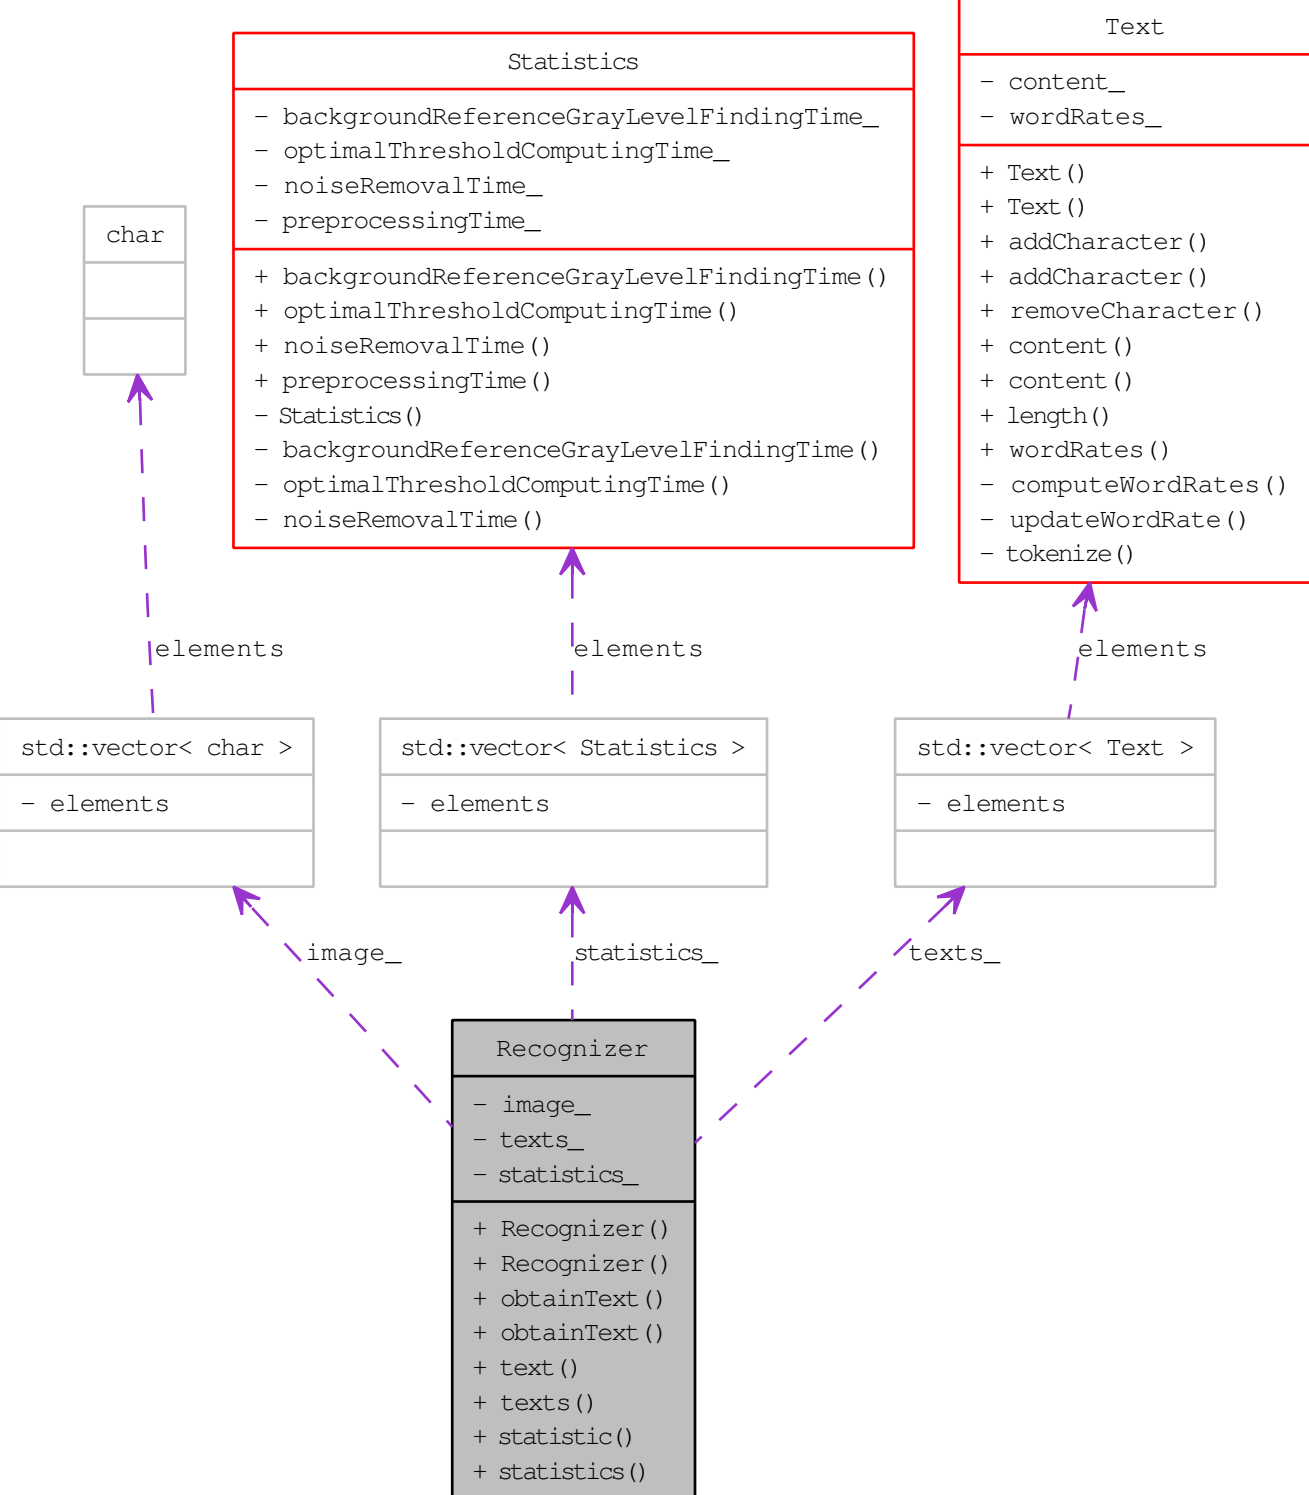 Text
- content_
- wordRates_
+ Text()
+ Text()
+ addCharacter()
+ addCharacter()
+ removeCharacter()
+ content()
+ content()
+ length()
+ wordRates()
- computeWordRates()
- updateWordRate()
- tokenize()
Statistics
- backgroundReferenceGrayLevelFindingTime_
- optimalThresholdComputingTime_
- noiseRemovalTime_
- preprocessingTime_
+ backgroundReferenceGrayLevelFindingTime()
+ optimalThresholdComputingTime()
+ noiseRemovalTime()
+ preprocessingTime()
- Statistics()
- backgroundReferenceGrayLevelFindingTime()
- optimalThresholdComputingTime()
- noiseRemovalTime()
char
elements
elements
elements
std::vector< char >
- elements
std::vector< Statistics >
- elements
std::vector< Text >
- elements
image_
statistics_
texts_
Recognizer
- image_
- texts_
- statistics_
+ Recognizer()
+ Recognizer()
+ obtainText()
+ obtainText()
+ text()
+ texts()
+ statistic()
+ statistics()